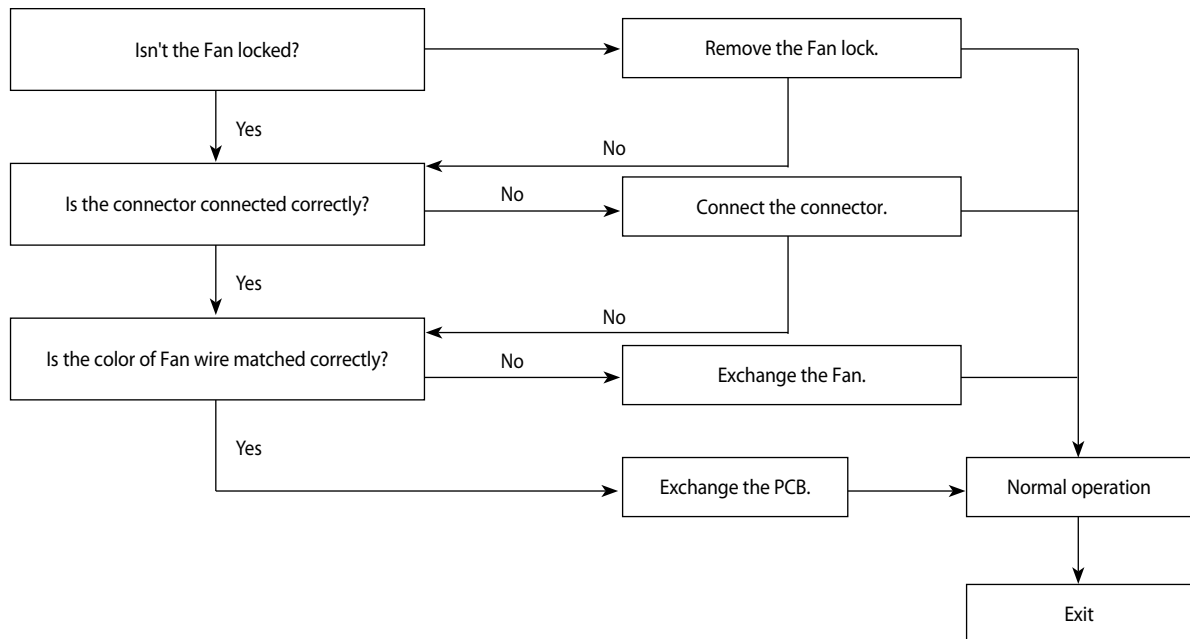 Isn't the Fan locked?
Remove the Fan lock.
Yes
No
Is the connector connected correctly?
No
Connect the connector.
Yes
No
Is the color of Fan wire matched correctly?
No
Exchange the Fan.
Yes
Exchange the PCB.
Normal operation
Exit